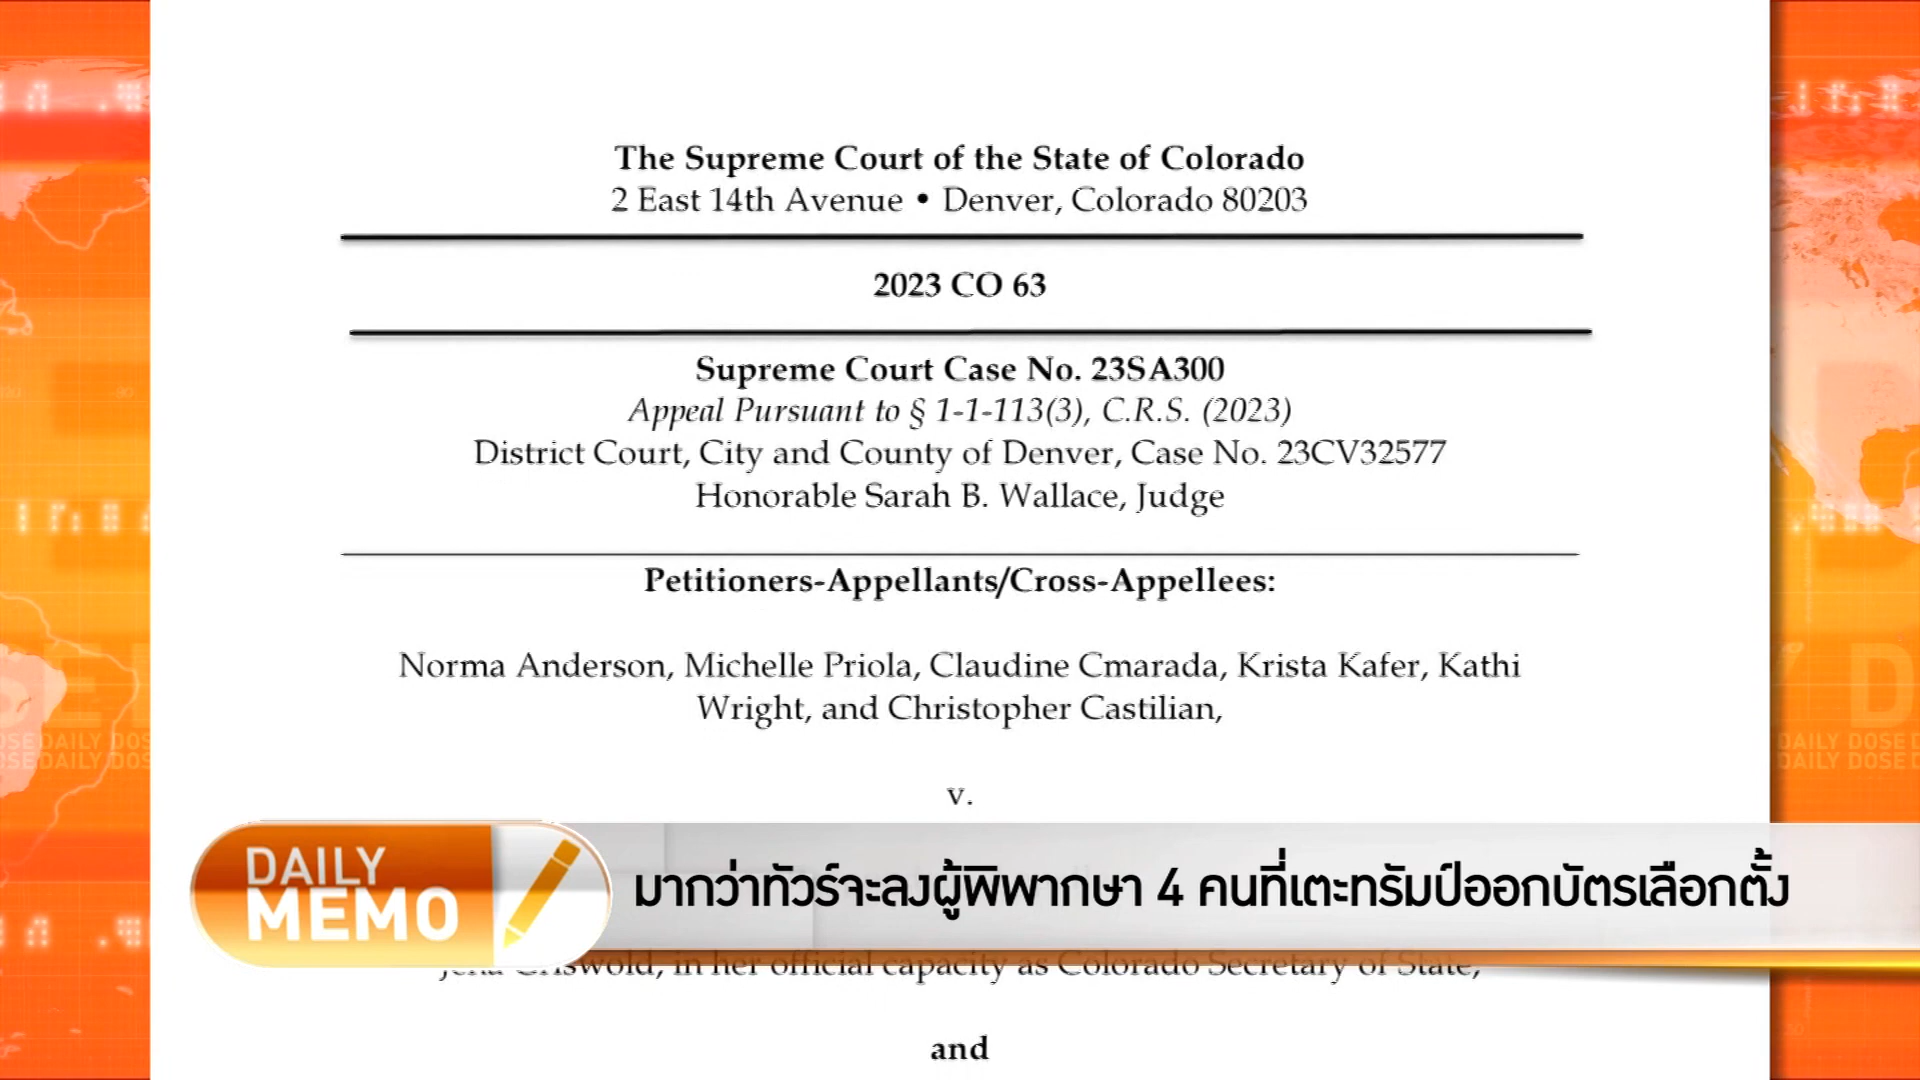 The Supreme Court of the State of Colorado
2 East 14th Avenue • Denver, Colorado 80203
2023 CO 63
Supreme Court Case No. 23SA300
Appeal Pursuant to § 1-1-113(3), C.R.S. (2023)
District Court, City and County of Denver, Case No. 23CV32577
Honorable Sarah B. Wallace, Judge
Petitioners-Appellants/Cross-Appellees:
Norma Anderson, Michelle Priola, Claudine Cmarada, Krista Kafer, Kathi
Wright, and Christopher Castilian,
v.
DAILY
MEMO
มากว่าทัวร์จะลงผู้พิพากษา 4 คนที่เตะทรัมป์ออกบัตรเลือกตั้ง
Jena Griswold, in her official capacity as Colorado Secretary of State,
and
DAILY DOSE
DAILY DOSE